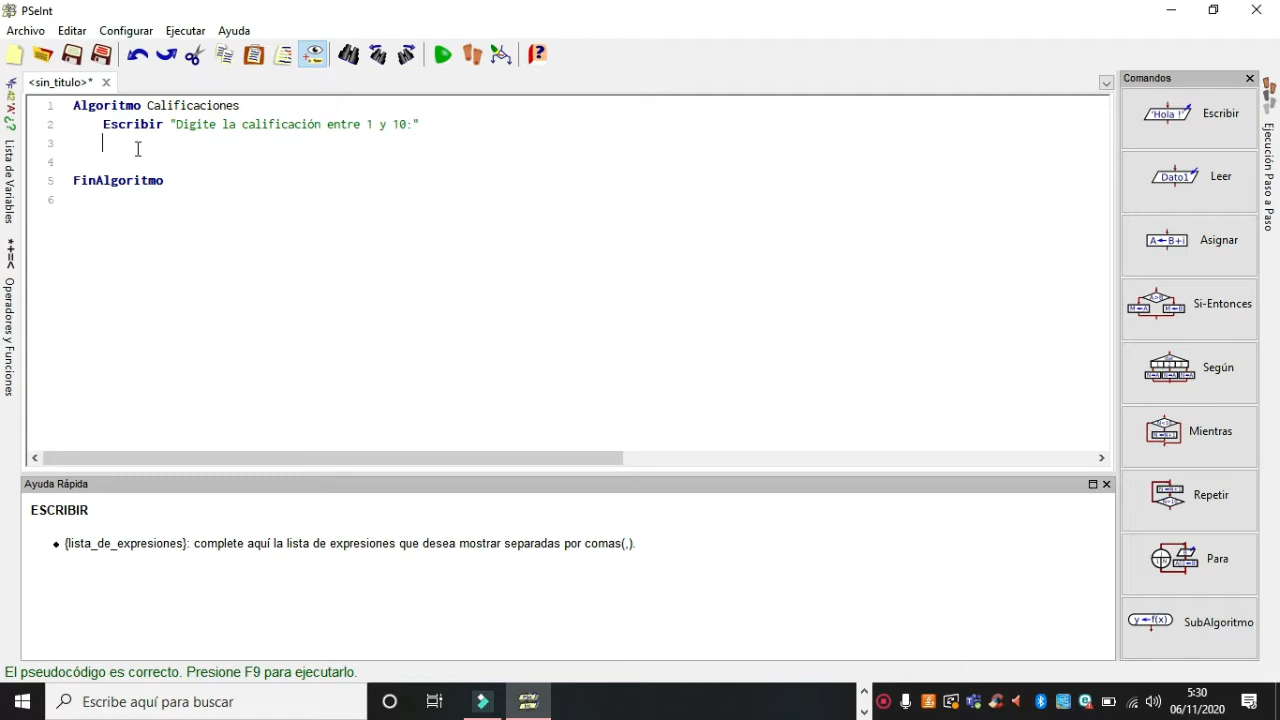 PSeInt
Archivo Editar Configurar Ejecutar Ayuda
<sin_titulo>*
1 Algoritmo Calificaciones
2 Escribir "Digite la calificación entre 1 y 10:"
3
4
5 FinAlgoritmo
6
Lista de Variables
*+=<
Operadores y Funciones
Comandos
'Hola !' Escribir
Dato1 Leer
A←B+i Asignar
Si-Entonces
Según
Mientras
Repetir
Para
y←f(x) SubAlgoritmo
Ejecución Paso a Paso
Ayuda Rápida
ESCRIBIR
{lista_de_expresiones}: complete aquí la lista de expresiones que desea mostrar separadas por comas(,).
El pseudocódigo es correcto. Presione F9 para ejecutarlo.
Escribe aquí para buscar
5:30
06/11/2020